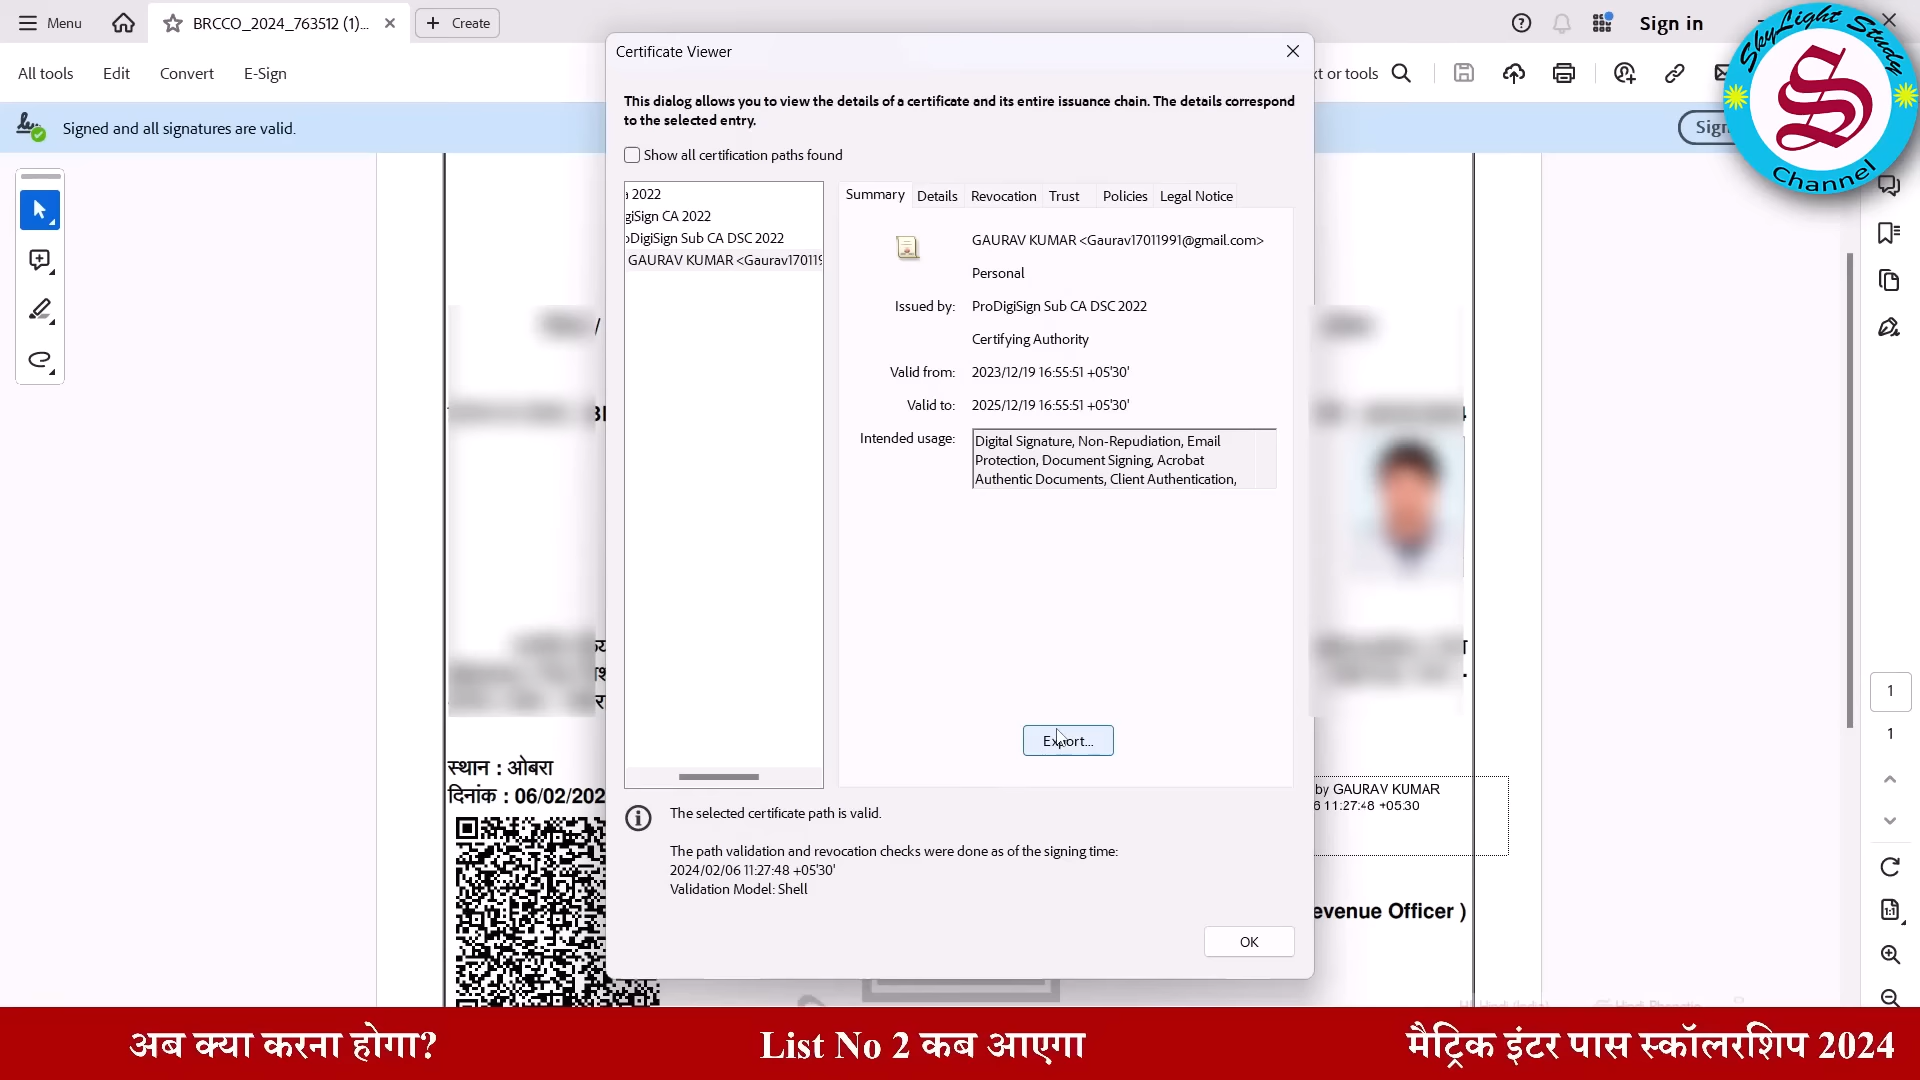 Menu
BRCCO_2024_763512 (1)...
Create
Sign in
All tools
Edit
Convert
E-Sign
xt or tools
Signed and all signatures are valid.
Sign
SkyLight Study
S
Channel
Certificate Viewer
This dialog allows you to view the details of a certificate and its entire issuance chain. The details correspond
to the selected entry.
Show all certification paths found
a 2022
giSign CA 2022
oDigiSign Sub CA DSC 2022
GAURAV KUMAR <Gaurav170119
Summary
Details
Revocation
Trust
Policies
Legal Notice
GAURAV KUMAR <Gaurav17011991@gmail.com>
Personal
Issued by:
ProDigiSign Sub CA DSC 2022
Certifying Authority
Valid from:
2023/12/19 16:55:51 +05'30'
Valid to:
2025/12/19 16:55:51 +05'30'
Intended usage:
Digital Signature, Non-Repudiation, Email
Protection, Document Signing, Acrobat
Authentic Documents, Client Authentication,
Export...
The selected certificate path is valid.
The path validation and revocation checks were done as of the signing time:
2024/02/06 11:27:48 +05'30'
Validation Model: Shell
OK
स्थान : ओबरा
दिनांक : 06/02/202
by GAURAV KUMAR
6 11:27:48 +05:30
evenue Officer )
1
1
अब क्या करना होगा?
List No 2 कब आएगा
मैट्रिक इंटर पास स्कॉलरशिप 2024